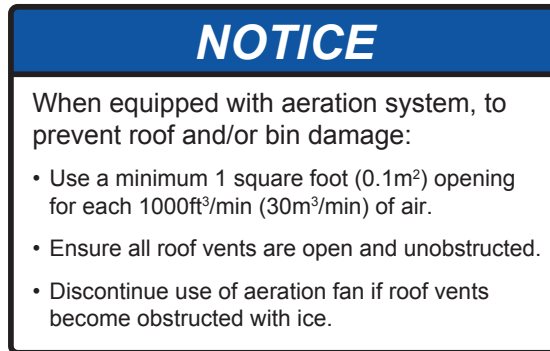 NOTICE
When equipped with aeration system, to
prevent roof and/or bin damage:
• Use a minimum 1 square foot (0.1m²) opening
for each 1000ft³/min (30m³/min) of air.
• Ensure all roof vents are open and unobstructed.
• Discontinue use of aeration fan if roof vents
become obstructed with ice.